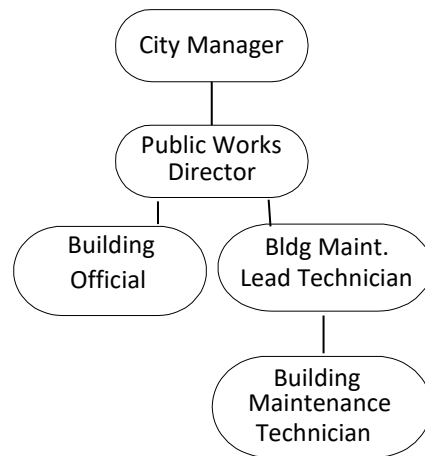 City Manager
Public Works
Director
Building
Official
Bldg Maint.
Lead Technician
Building
Maintenance
Technician